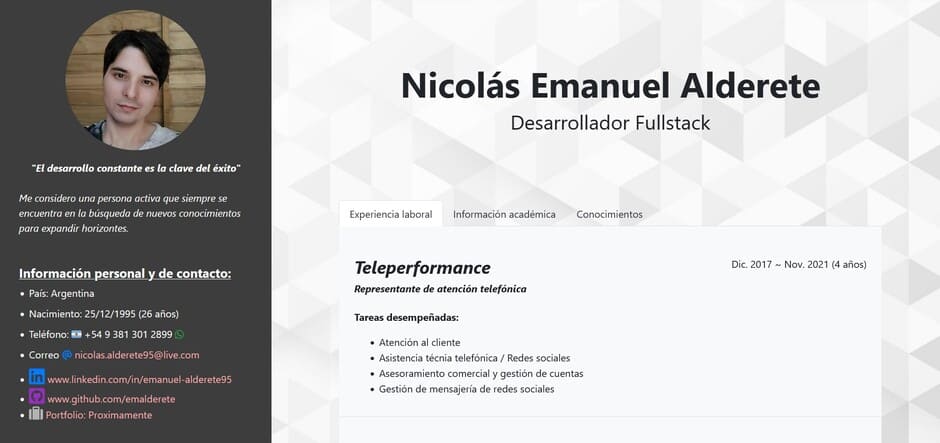 "El desarrollo constante es la clave del éxito"
Me considero una persona activa que siempre se
encuentra en la búsqueda de nuevos conocimientos
para expandir horizontes.
Información personal y de contacto:
País: Argentina
Nacimiento: 25/12/1995 (26 años)
Teléfono: +54 9 381 301 2899
Correo nicolas.alderete95@live.com
www.linkedin.com/in/emanuel-alderete95
www.github.com/emalderete
Portfolio: Proximamente
Nicolás Emanuel Alderete
Desarrollador Fullstack
Experiencia laboral Información académica Conocimientos
Teleperformance Dic. 2017 ~ Nov. 2021 (4 años)
Representante de atención telefónica
Tareas desempeñadas:
Atención al cliente
Asistencia técnia telefónica / Redes sociales
Asesoramiento comercial y gestión de cuentas
Gestión de mensajería de redes sociales